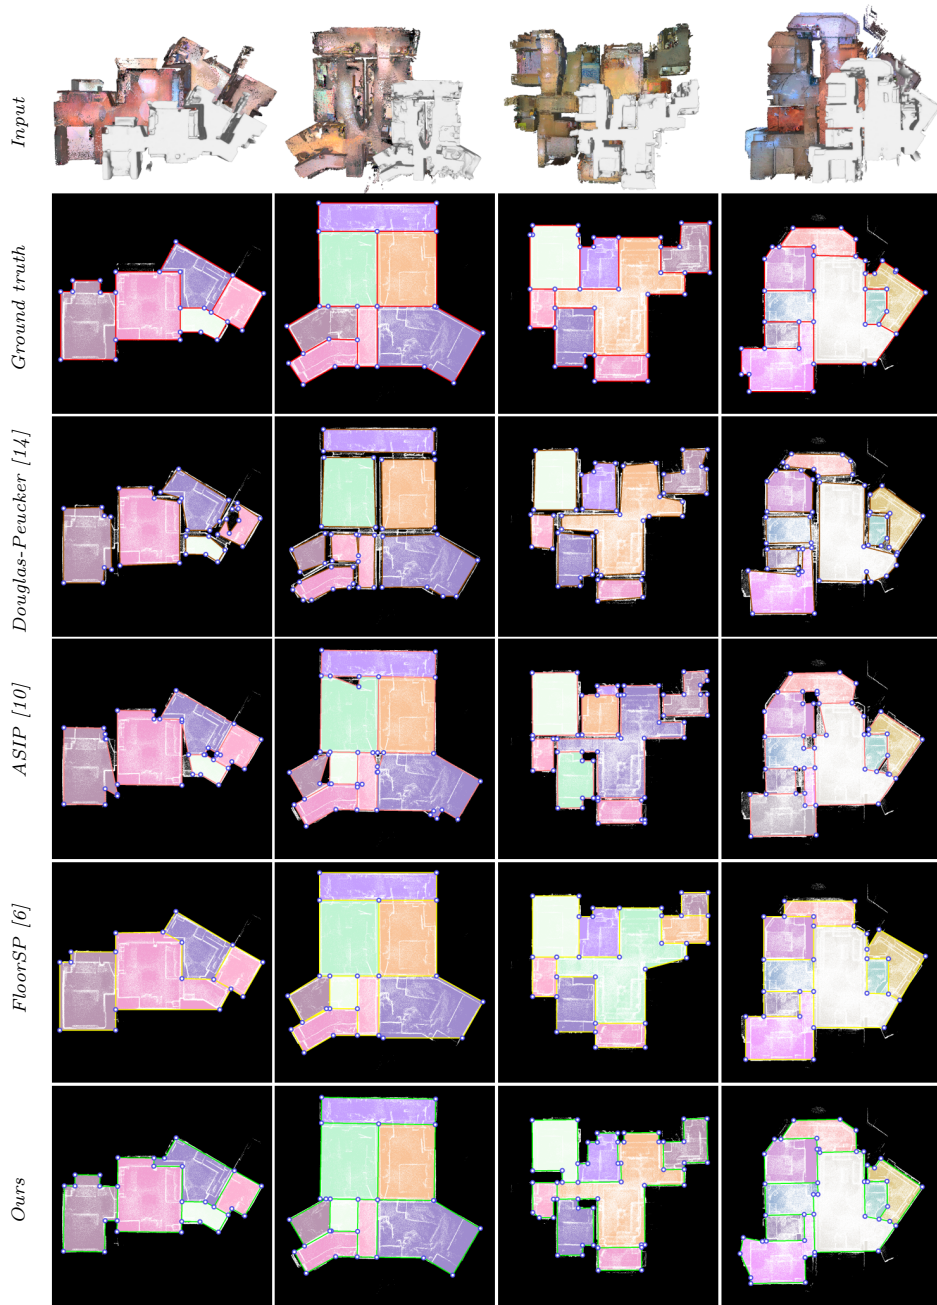 Input
Ground truth
Douglas-Peucker [14]
ASIP [10]
FloorSP [6]
Ours